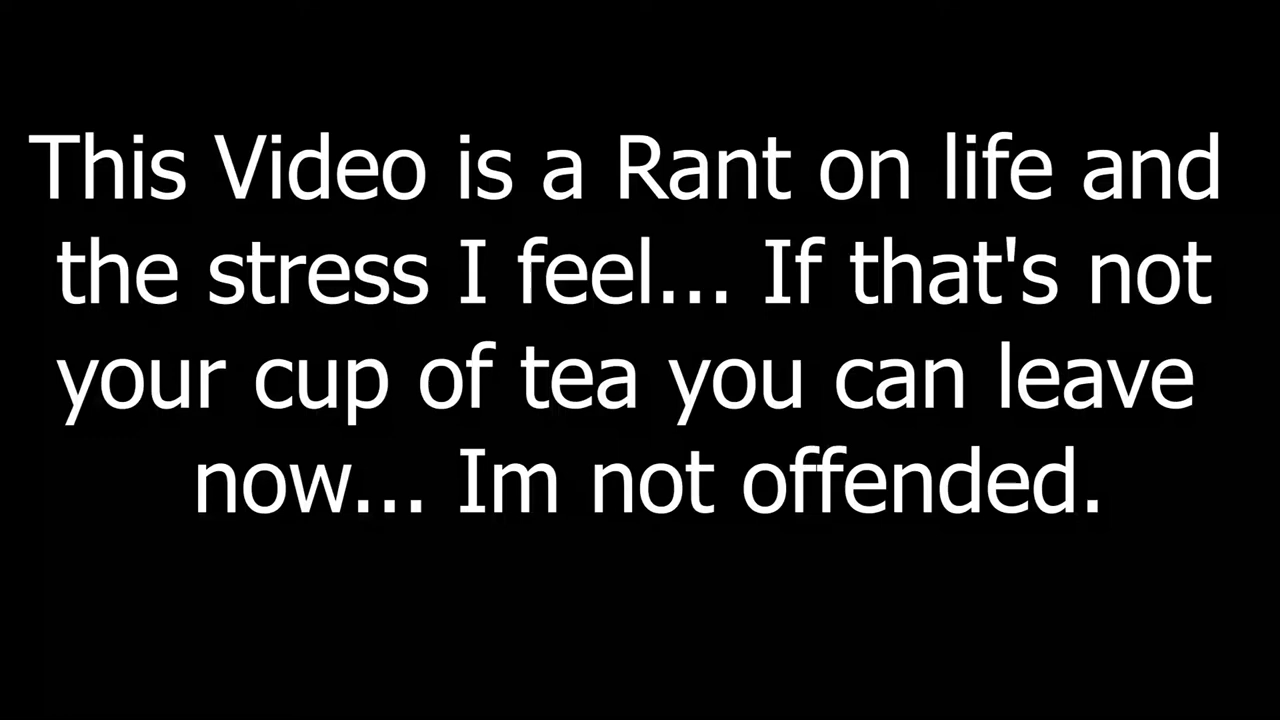 This Video is a Rant on life and
the stress I feel... If that's not
your cup of tea you can leave
now... Im not offended.